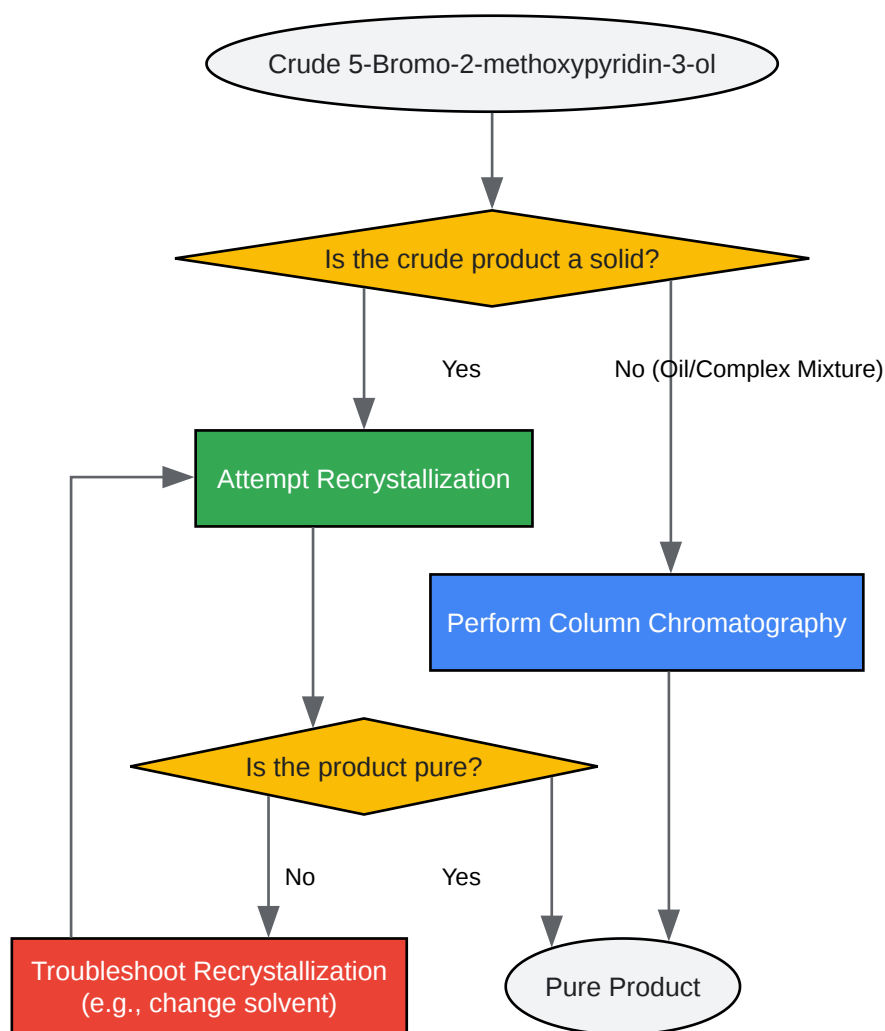 Crude 5-Bromo-2-methoxypyridin-3-ol
Is the crude product a solid?
Yes
No (Oil/Complex Mixture)
Attempt Recrystallization
Perform Column Chromatography
Is the product pure?
No
Yes
Troubleshoot Recrystallization
(e.g., change solvent)
Pure Product